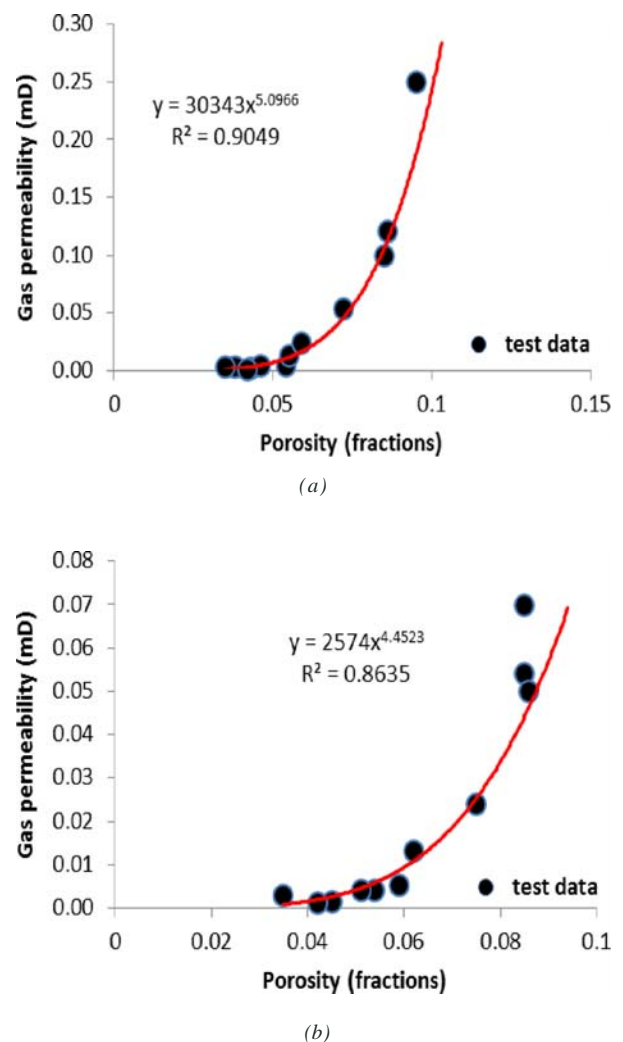 0.30
0.25
0.20
0.15
0.10
0.05
0.00
Gas permeability (mD)
y = 30343x^5.0966
R² = 0.9049
test data
0 0.05 0.1 0.15
Porosity (fractions)
(a)
0.08
0.07
0.06
0.05
0.04
0.03
0.02
0.01
0.00
Gas permeability (mD)
y = 2574x^4.4523
R² = 0.8635
test data
0 0.02 0.04 0.06 0.08 0.1
Porosity (fractions)
(b)